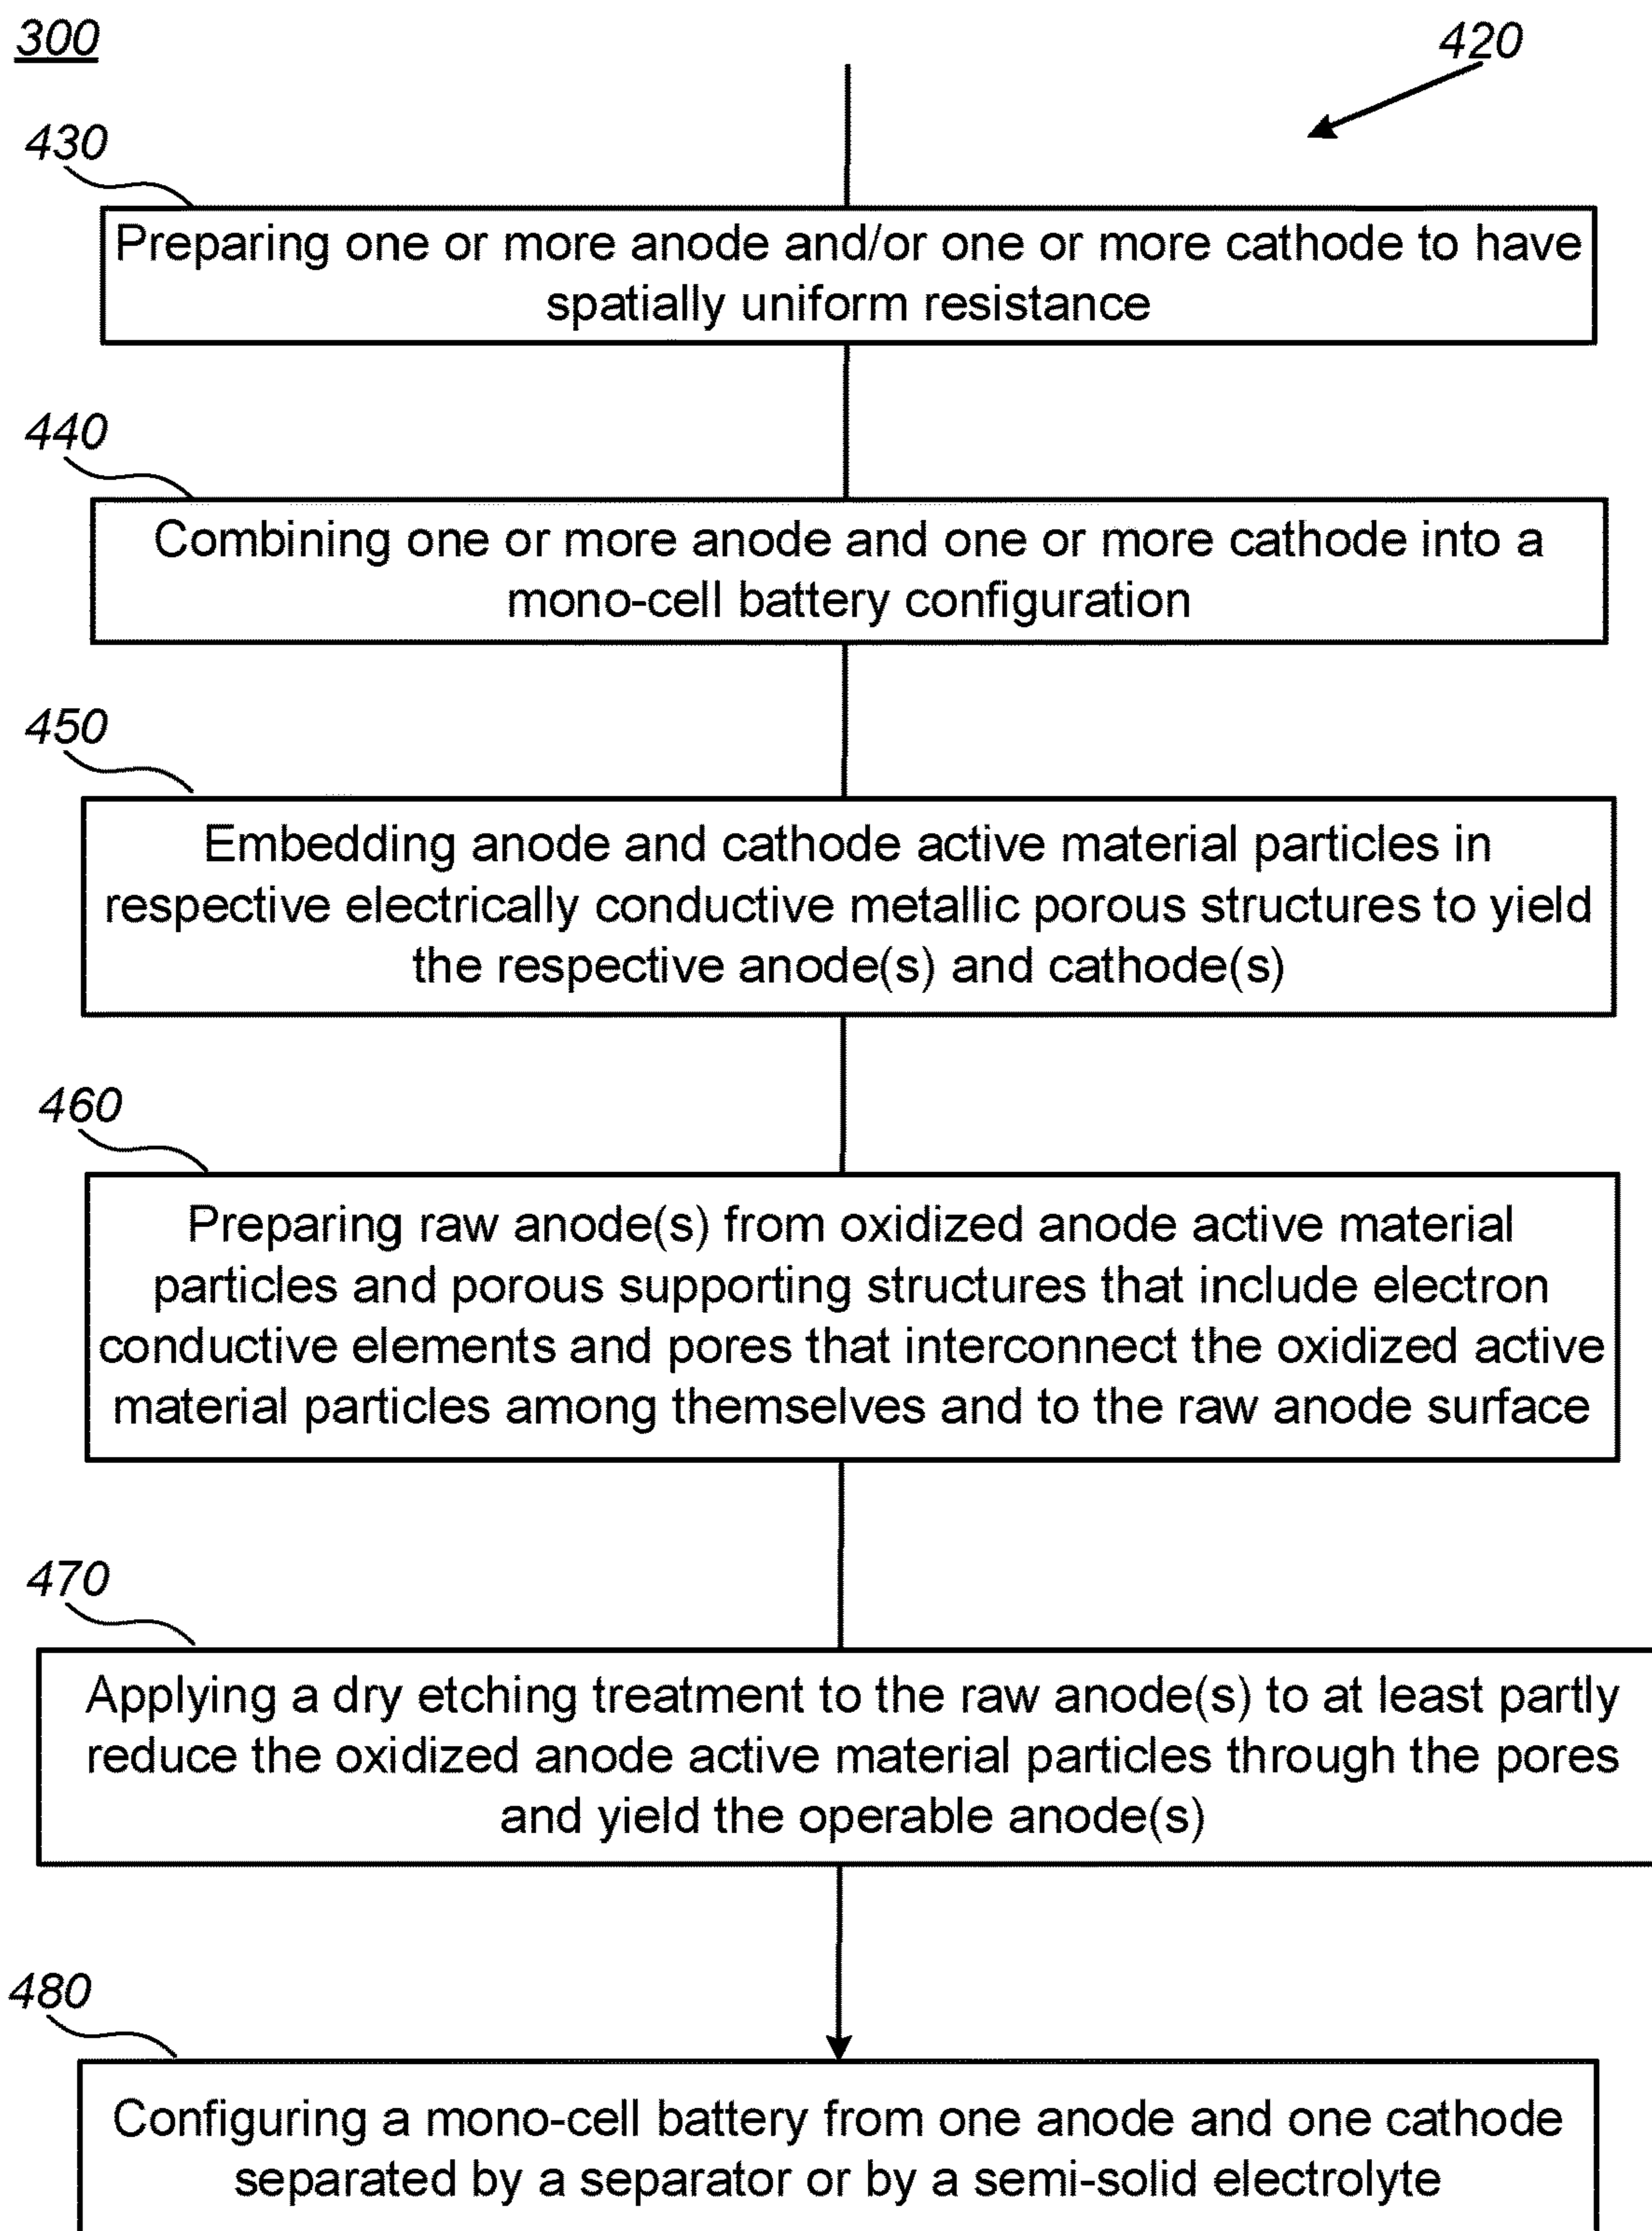 300
420
430
Preparing one or more anode and/or one or more cathode to have
spatially uniform resistance
440
Combining one or more anode and one or more cathode into a
mono-cell battery configuration
450
Embedding anode and cathode active material particles in
respective electrically conductive metallic porous structures to yield
the respective anode(s) and cathode(s)
460
Preparing raw anode(s) from oxidized anode active material
particles and porous supporting structures that include electron
conductive elements and pores that interconnect the oxidized active
material particles among themselves and to the raw anode surface
470
Applying a dry etching treatment to the raw anode(s) to at least partly
reduce the oxidized anode active material particles through the pores
and yield the operable anode(s)
480
Configuring a mono-cell battery from one anode and one cathode
separated by a separator or by a semi-solid electrolyte